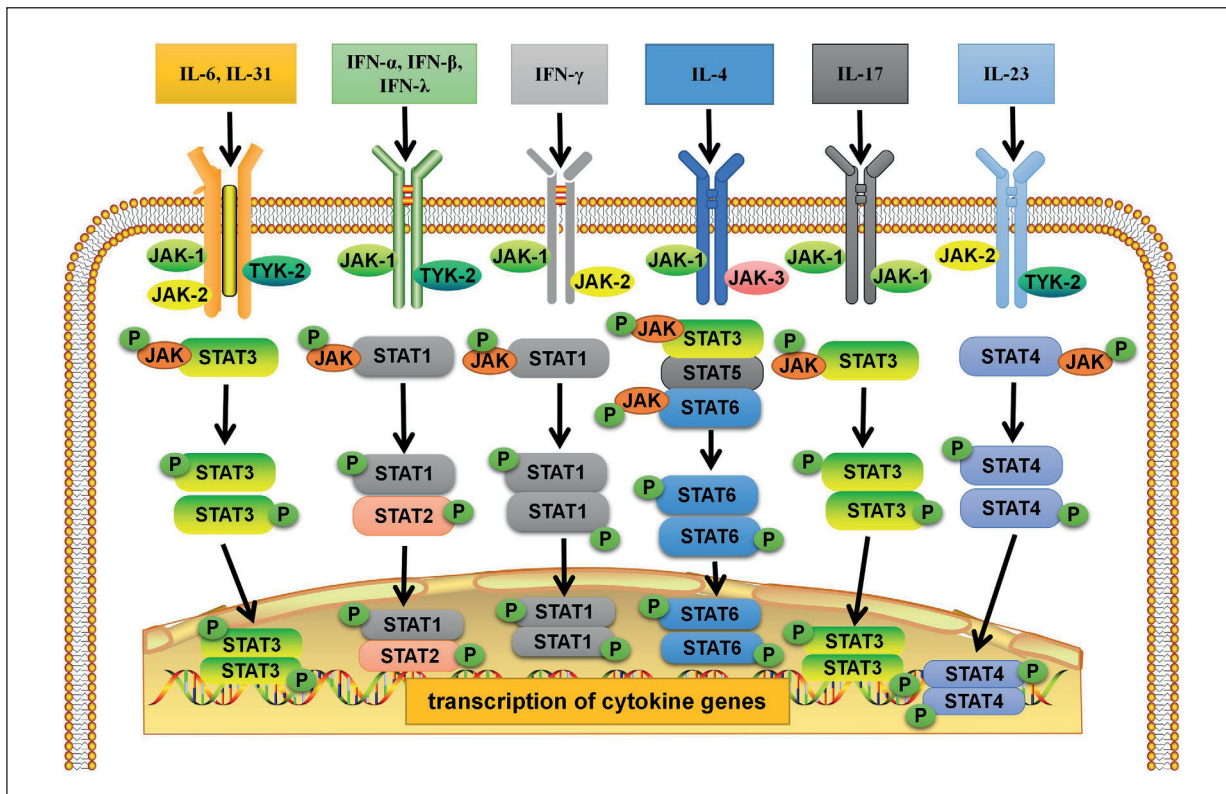 IL-6, IL-31
IFN-α, IFN-β,
IFN-λ
IFN-γ
IL-4
IL-17
IL-23
JAK-1
TYK-2
JAK-2
JAK-1
TYK-2
JAK-1
JAK-2
JAK-1
JAK-3
JAK-1
JAK-1
JAK-2
TYK-2
P
JAK
STAT3
P
JAK
STAT1
P
JAK
STAT1
P
JAK
STAT3
STAT5
P
JAK
STAT6
P
JAK
STAT3
STAT4
JAK
P
P
STAT3
STAT3
P
P
STAT1
STAT2
P
P
STAT1
STAT1
P
P
STAT6
STAT6
P
P
STAT3
STAT3
P
P
STAT4
STAT4
P
P
STAT3
STAT3
P
P
STAT1
STAT2
P
P
STAT1
STAT1
P
P
STAT6
STAT6
P
P
STAT3
STAT3
P
STAT4
P
STAT4
P
transcription of cytokine genes